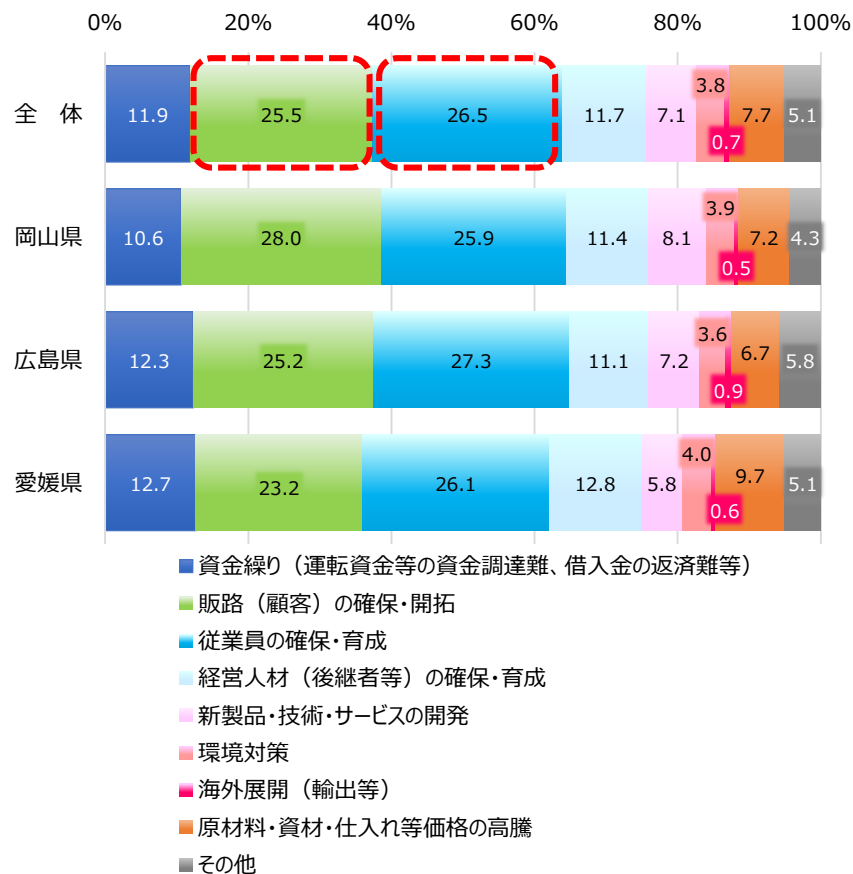 0% 20% 40% 60% 80% 100%
全 体 11.9 25.5 26.5 11.7 7.1 3.8 0.7 7.7 5.1
岡山県 10.6 28.0 25.9 11.4 8.1 3.9 0.5 7.2 4.3
広島県 12.3 25.2 27.3 11.1 7.2 3.6 0.9 6.7 5.8
愛媛県 12.7 23.2 26.1 12.8 5.8 4.0 0.6 9.7 5.1
資金繰り（運転資金等の資金調達難、借入金の返済難等）
販路（顧客）の確保・開拓
従業員の確保・育成
経営人材（後継者等）の確保・育成
新製品・技術・サービスの開発
環境対策
海外展開（輸出等）
原材料・資材・仕入れ等価格の高騰
その他